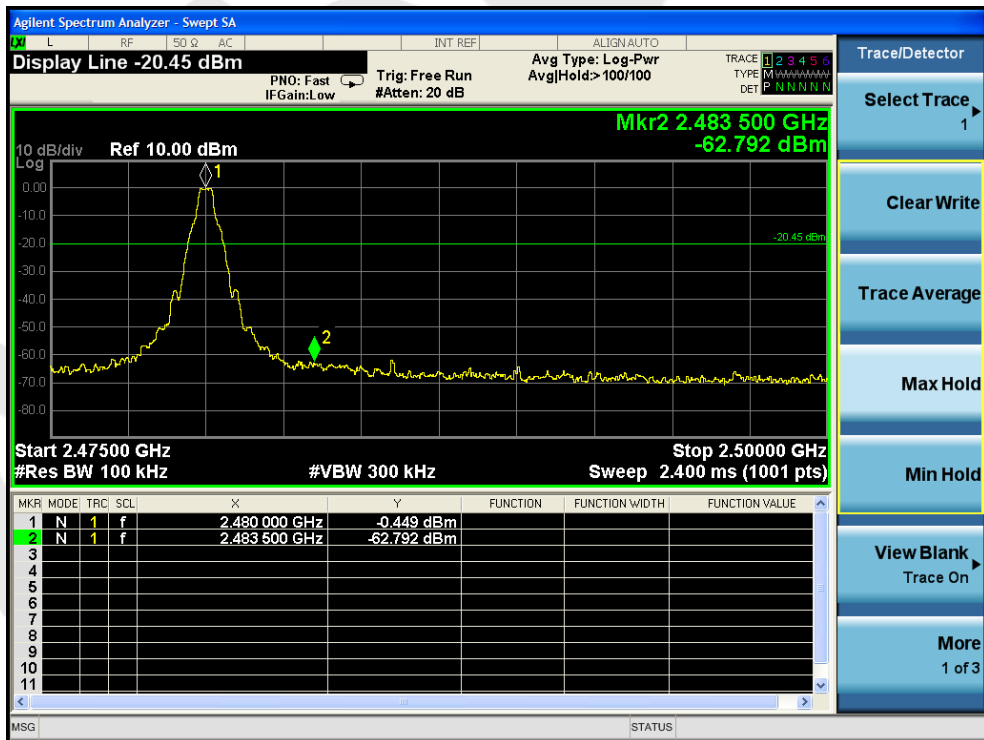 Agilent Spectrum Analyzer - Swept SA
LXI L RF 50 Ω AC INT REF ALIGNAUTO
Display Line -20.45 dBm
PNO: Fast
IFGain:Low
Trig: Free Run
#Atten: 20 dB
Avg Type: Log-Pwr
Avg|Hold:>100/100
TRACE 1 2 3 4 5 6
TYPE M
DET P N N N N N
Mkr2 2.483 500 GHz
-62.792 dBm
10 dB/div Ref 10.00 dBm
Log
1
0.00
-10.0
-20.0
-20.45 dBm
-30.0
-40.0
-50.0
2
-60.0
-70.0
-80.0
Start 2.47500 GHz Stop 2.50000 GHz
#Res BW 100 kHz #VBW 300 kHz Sweep 2.400 ms (1001 pts)
MKR MODE TRC SCL X Y FUNCTION FUNCTION WIDTH FUNCTION VALUE
1 N 1 f 2.480 000 GHz -0.449 dBm
2 N 1 f 2.483 500 GHz -62.792 dBm
3
4
5
6
7
8
9
10
11
MSG STATUS
Trace/Detector
Select Trace
1
Clear Write
Trace Average
Max Hold
Min Hold
View Blank
Trace On
More
1 of 3